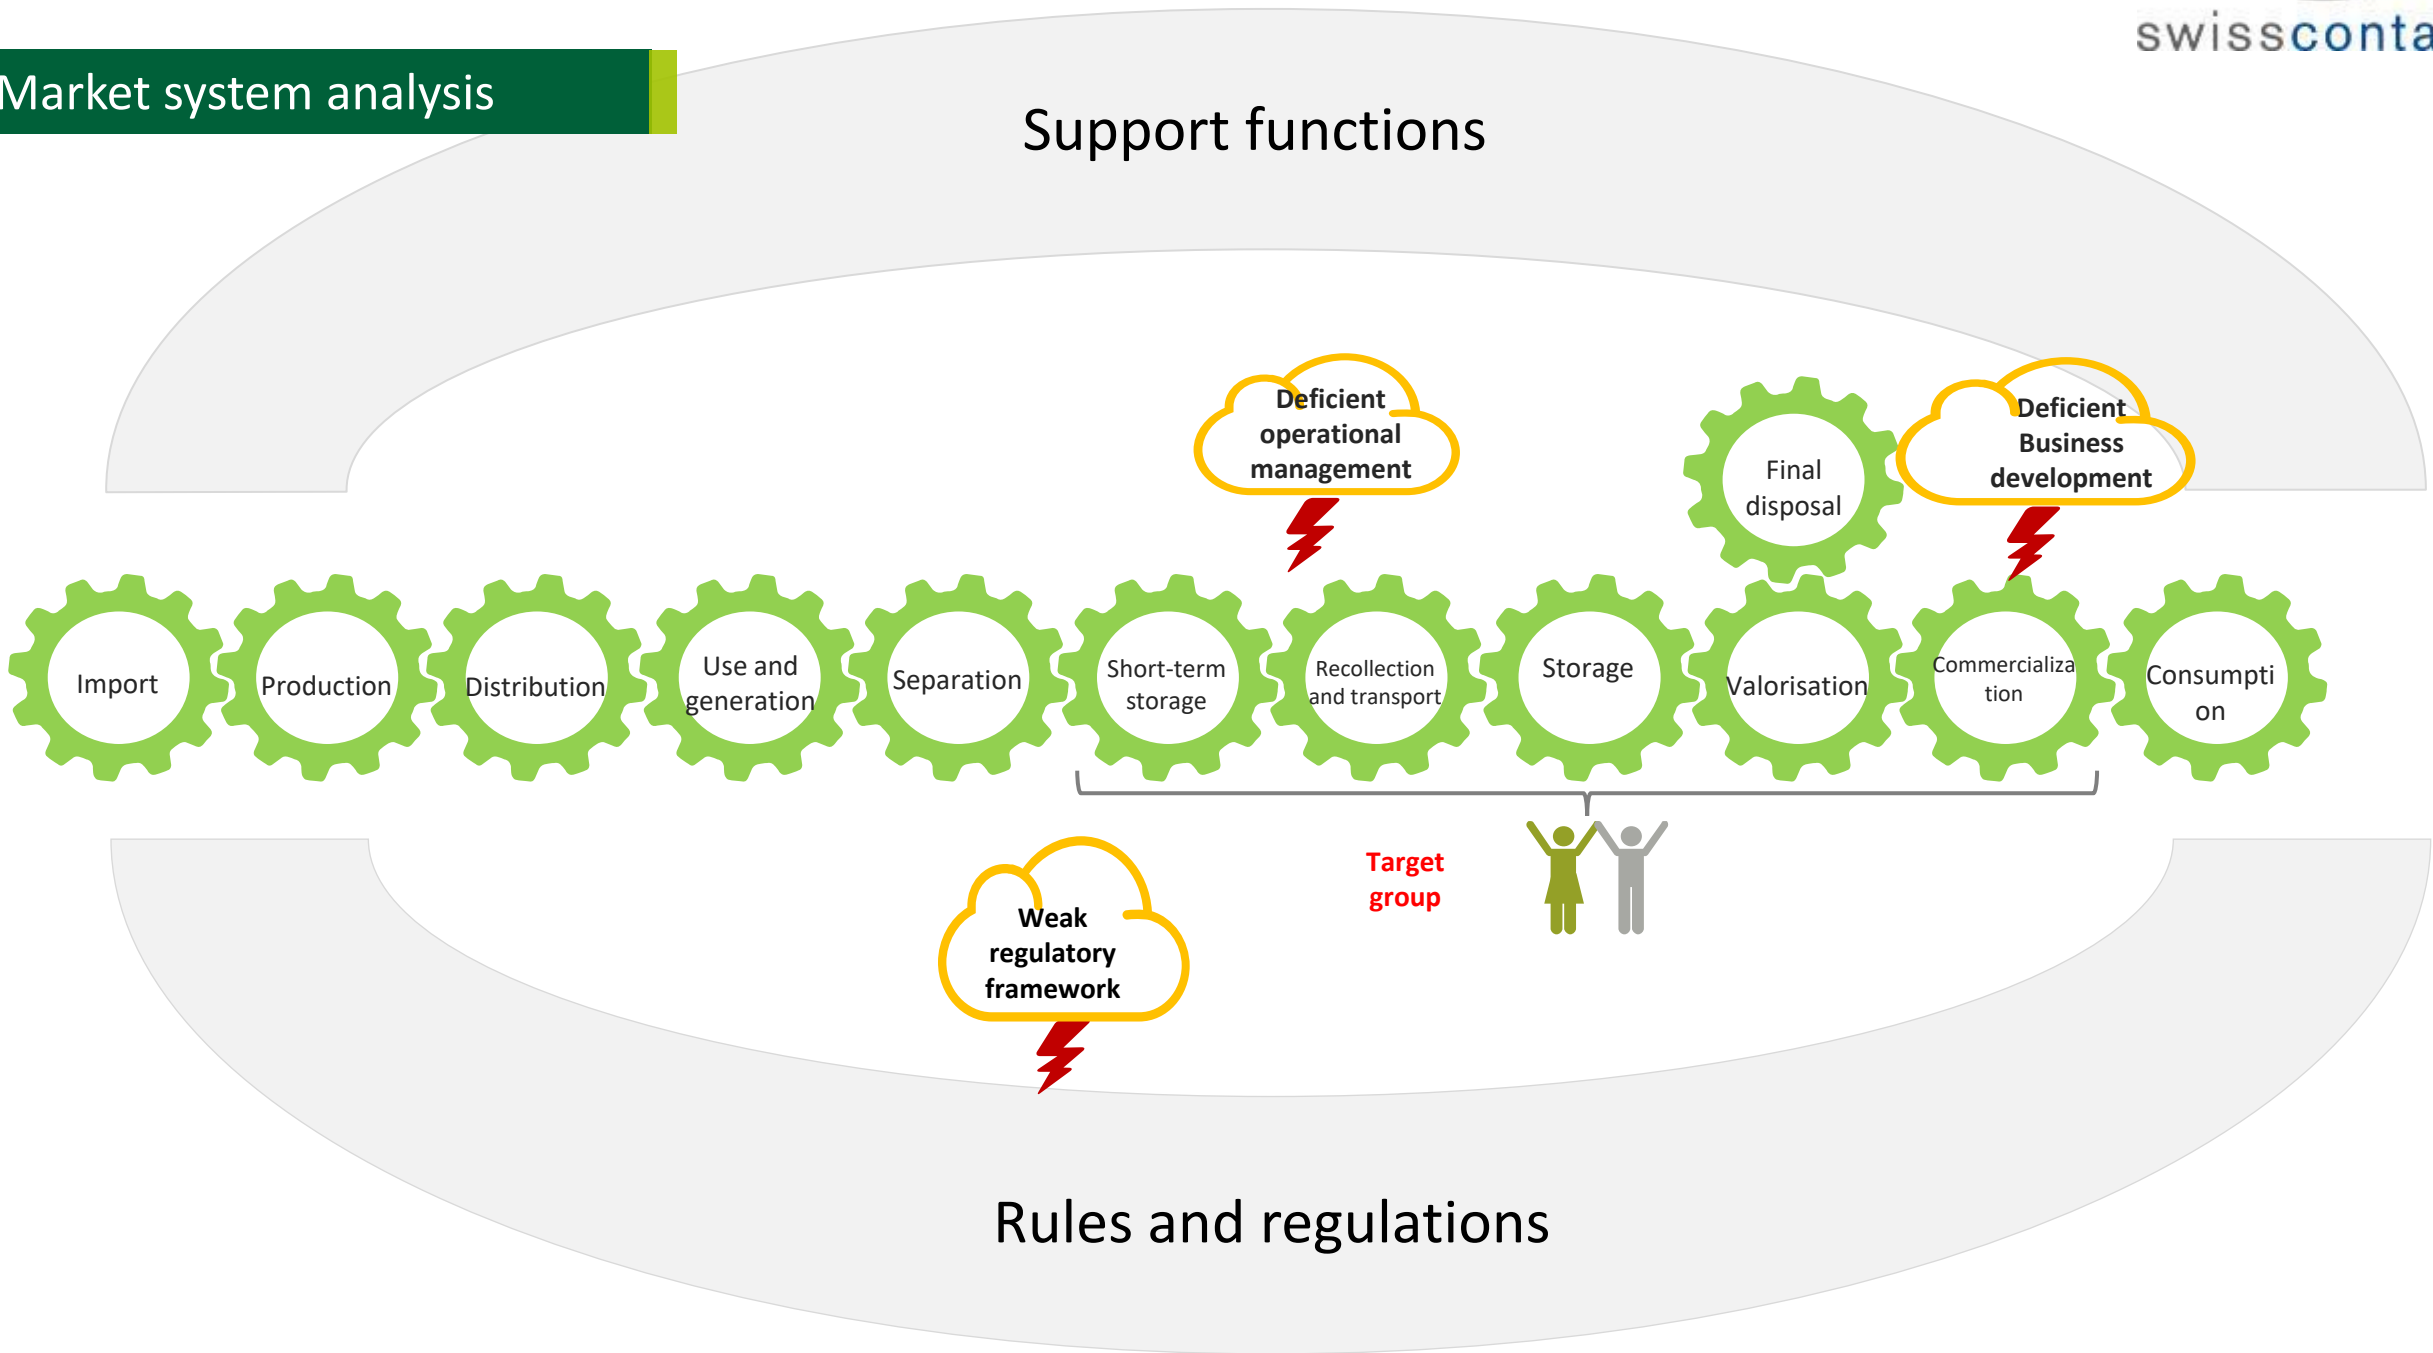 swissconta
Market system analysis
Support functions
Deficient
operational
management
Final
disposal
Deficient
Business
development
Import
Production
Distribution
Use and
generation
Separation
Short-term
storage
Recollection
and transport
Storage
Valorisation
Commercializa
tion
Consumpti
on
Target
group
Weak
regulatory
framework
Rules and regulations